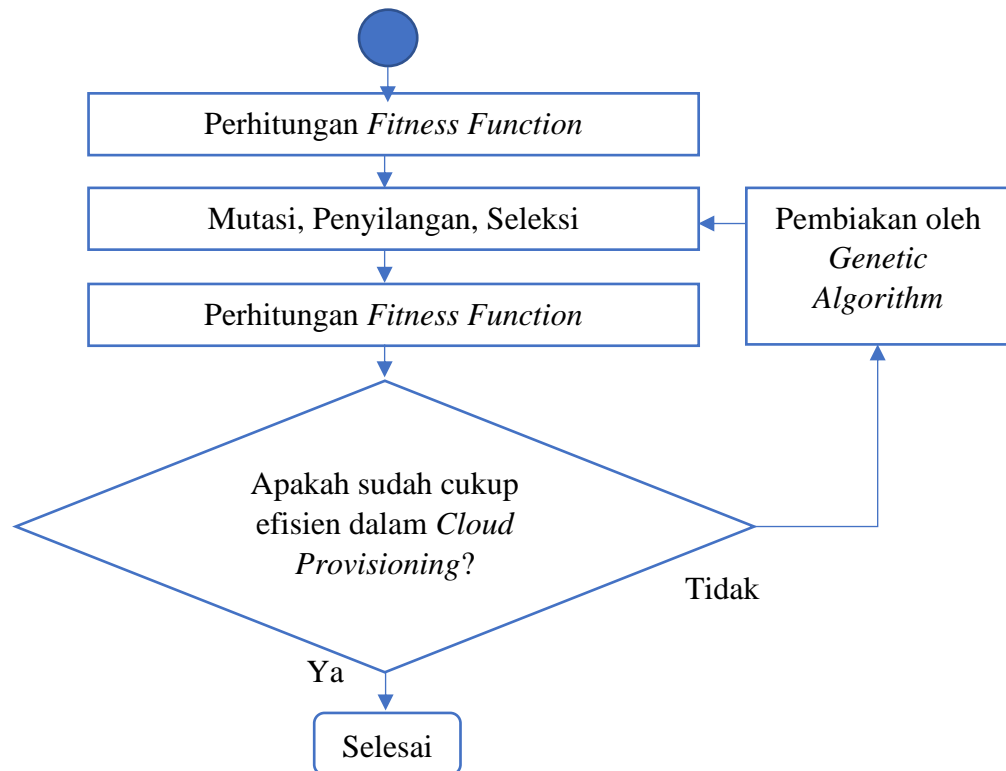 Perhitungan Fitness Function
Mutasi, Penyilangan, Seleksi
Pembiakan oleh
Genetic
Algorithm
Perhitungan Fitness Function
Apakah sudah cukup
efisien dalam Cloud
Provisioning?
Tidak
Ya
Selesai